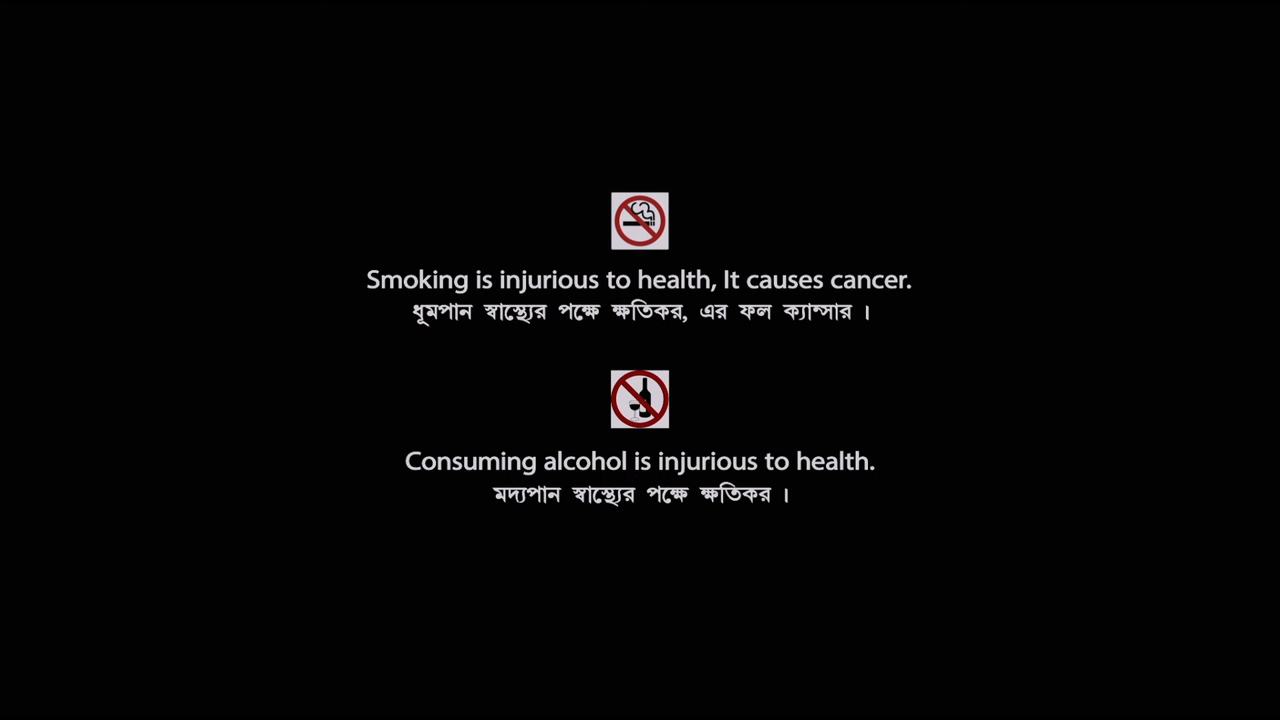 Smoking is injurious to health, It causes cancer.
ধূমপান স্বাস্থ্যের পক্ষে ক্ষতিকর, এর ফল ক্যান্সার ।
Consuming alcohol is injurious to health.
মদ্যপান স্বাস্থ্যের পক্ষে ক্ষতিকর ।